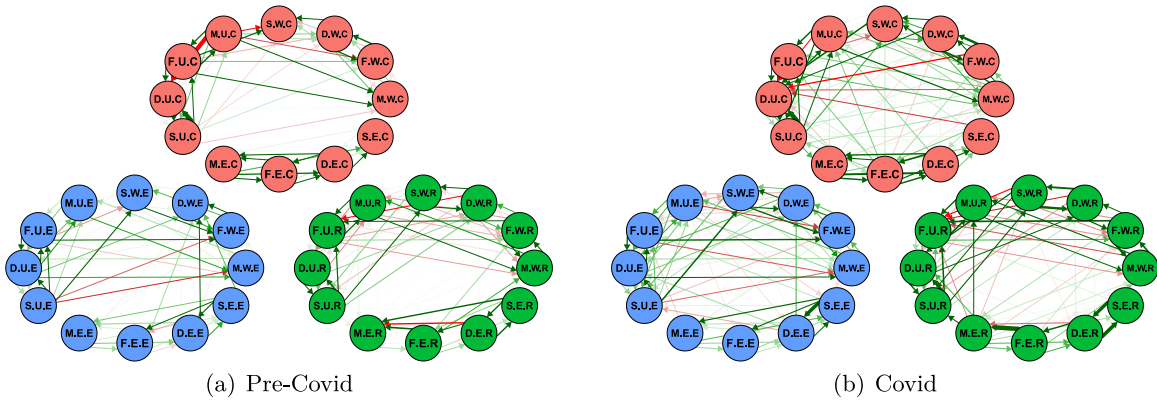 S.W.C
M.U.C
D.W.C
F.U.C
F.W.C
D.U.C
M.W.C
S.U.C
S.E.C
M.E.C
D.E.C
F.E.C
S.W.E
M.U.E
D.W.E
F.U.E
F.W.E
D.U.E
M.W.E
S.U.E
S.E.E
M.E.E
D.E.E
F.E.E
S.W.R
M.U.R
D.W.R
F.U.R
F.W.R
D.U.R
M.W.R
S.U.R
S.E.R
M.E.R
D.E.R
F.E.R
(a) Pre-Covid
S.W.C
M.U.C
D.W.C
F.U.C
F.W.C
D.U.C
M.W.C
S.U.C
S.E.C
M.E.C
D.E.C
F.E.C
S.W.E
M.U.E
D.W.E
F.U.E
F.W.E
D.U.E
M.W.E
S.U.E
S.E.E
M.E.E
D.E.E
F.E.E
S.W.R
M.U.R
D.W.R
F.U.R
F.W.R
D.U.R
M.W.R
S.U.R
S.E.R
M.E.R
D.E.R
F.E.R
(b) Covid